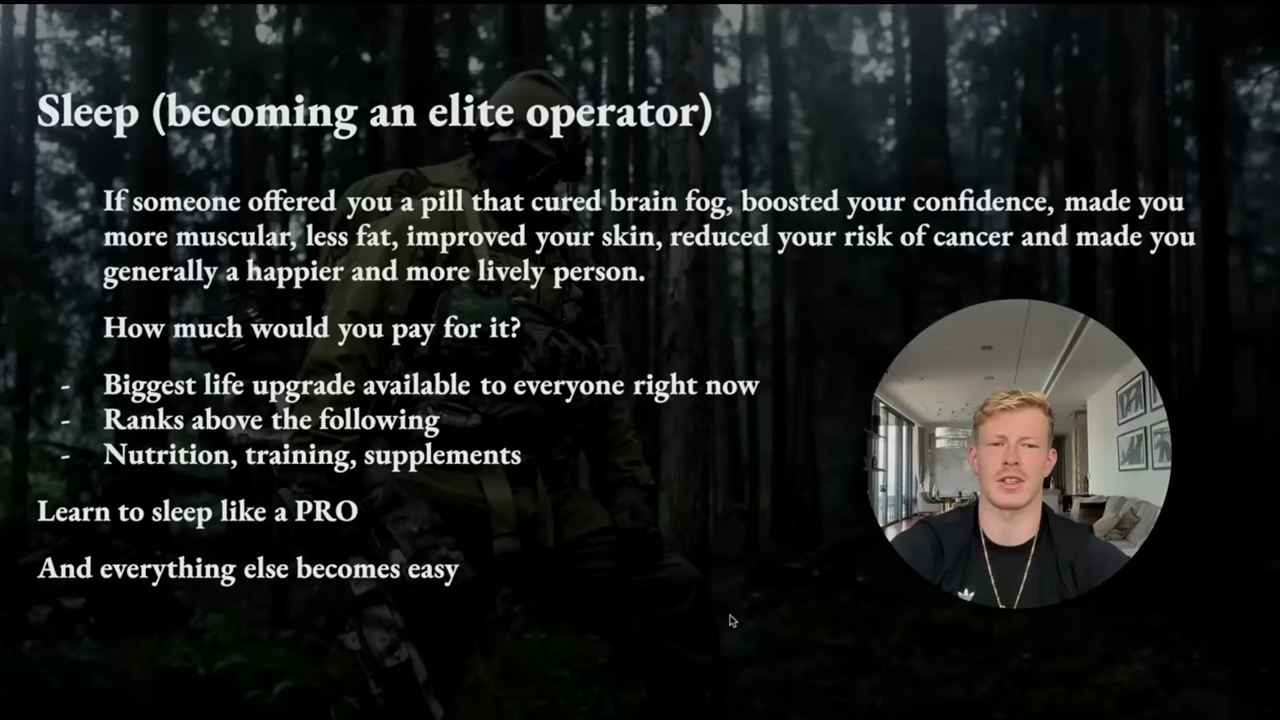 Sleep (becoming an elite operator)
If someone offered you a pill that cured brain fog, boosted your confidence, made you
more muscular, less fat, improved your skin, reduced your risk of cancer and made you
generally a happier and more lively person.
How much would you pay for it?
- Biggest life upgrade available to everyone right now
- Ranks above the following
- Nutrition, training, supplements
Learn to sleep like a PRO
And everything else becomes easy